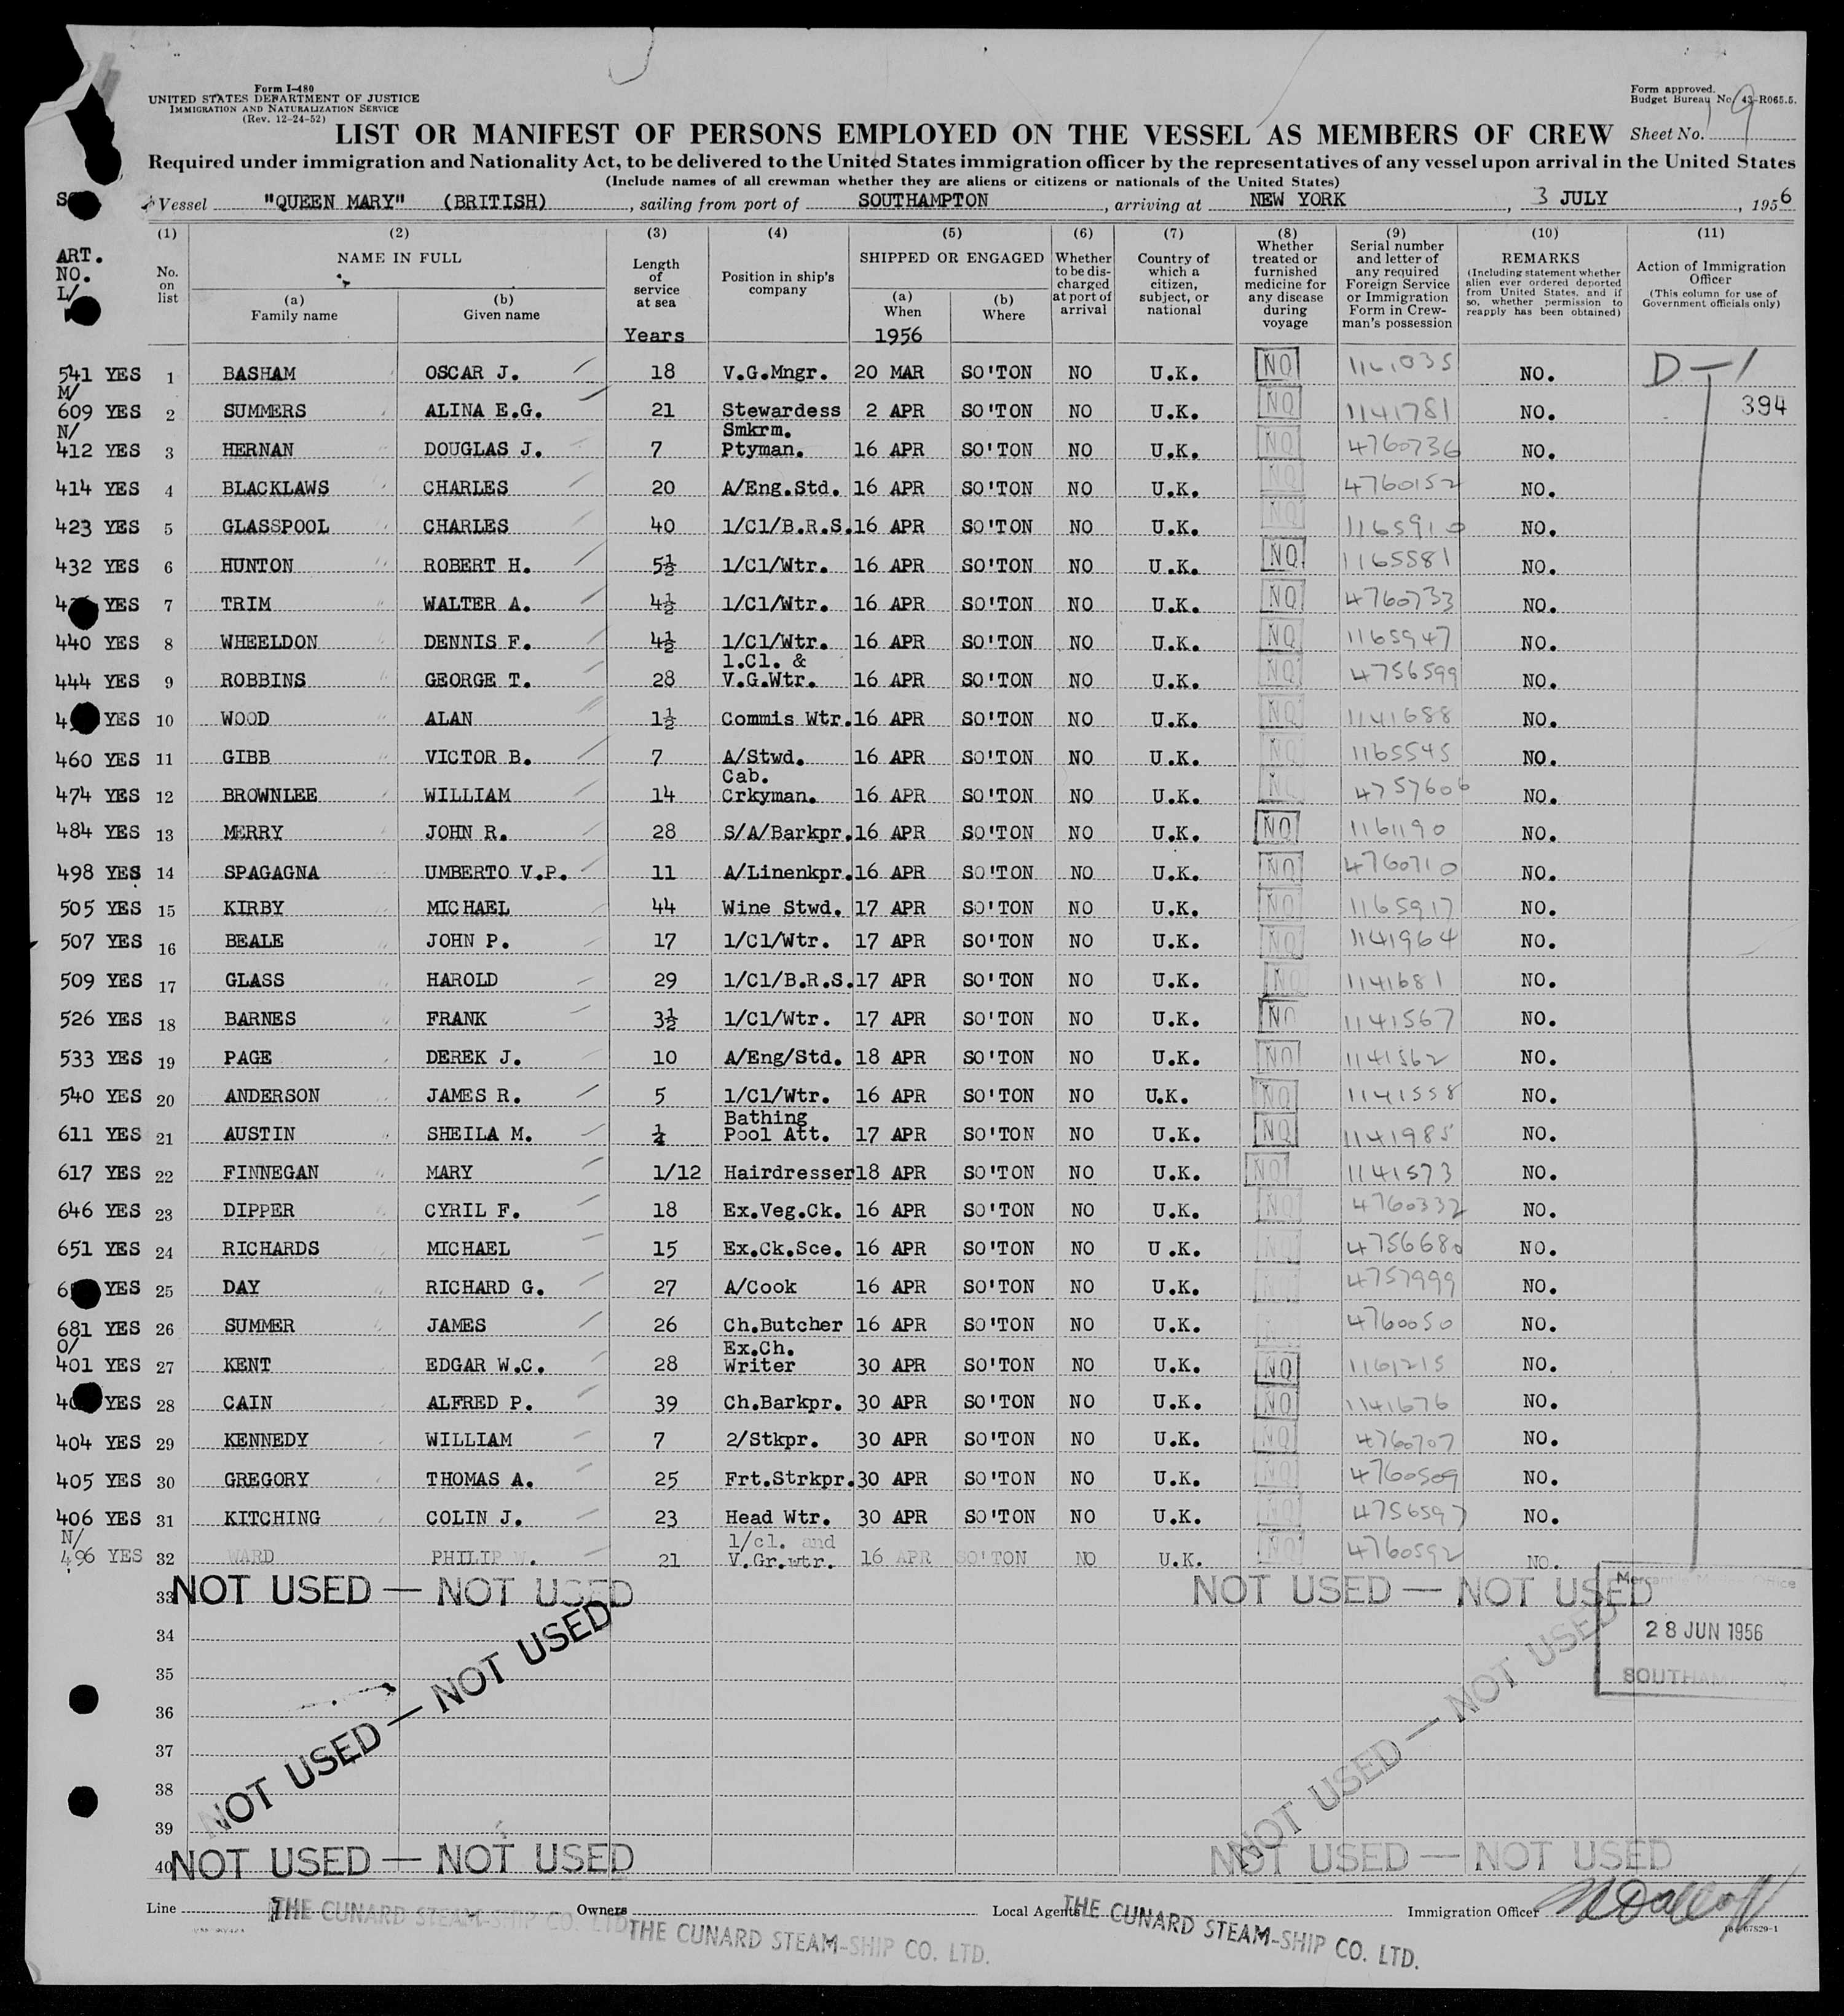 Form I-480
UNITED STATES DEPARTMENT OF JUSTICE
IMMIGRATION AND NATURALIZATION SERVICE
(Rev. 12-24-52)
Form approved.
Budget Bureau No. 43-R065.5.
LIST OR MANIFEST OF PERSONS EMPLOYED ON THE VESSEL AS MEMBERS OF CREW Sheet No. 19
Required under immigration and Nationality Act, to be delivered to the United States immigration officer by the representatives of any vessel upon arrival in the United States
(Include names of all crewman whether they are aliens or citizens or nationals of the United States)
Vessel "QUEEN MARY" (BRITISH), sailing from port of SOUTHAMPTON, arriving at NEW YORK, 3 JULY, 1956
ART. NO. L/
(1) No. on list
(2) NAME IN FULL (a) Family name (b) Given name
(3) Length of service at sea Years
(4) Position in ship's company
(5) SHIPPED OR ENGAGED (a) When 1956 (b) Where
(6) Whether to be discharged at port of arrival
(7) Country of which a citizen, subject, or national
(8) Whether treated or furnished medicine for any disease during voyage
(9) Serial number and letter of any required Foreign Service or Immigration Form in Crewman's possession
(10) REMARKS (Including statement whether alien ever ordered deported from United States, and if so, whether permission to reapply has been obtained)
(11) Action of Immigration Officer (This column for use of Government officials only)
541 YES 1 BASHAM OSCAR J. 18 V.G.Mngr. 20 MAR SO'TON NO U.K. NO NO. D-1
M/
609 YES 2 SUMMERS ALINA E.G. 21 Stewardess 2 APR SO'TON NO U.K. NO 1141781 NO. 394
N/ Smkrm.
412 YES 3 HERNAN DOUGLAS J. 7 Ptyman. 16 APR SO'TON NO U.K. NO 4760736 NO.
414 YES 4 BLACKLAWS CHARLES 20 A/Eng.Std. 16 APR SO'TON NO U.K. NO 4760152 NO.
423 YES 5 GLASSPOOL CHARLES 40 1/Cl/B.R.S. 16 APR SO'TON NO U.K. NO 1165910 NO.
432 YES 6 HUNTON ROBERT H. 5½ 1/Cl/Wtr. 16 APR SO'TON NO U.K. NO 1165581 NO.
YES 7 TRIM WALTER A. 4½ 1/Cl/Wtr. 16 APR SO'TON NO U.K. NO 4760733 NO.
440 YES 8 WHEELDON DENNIS F. 4½ 1/Cl/Wtr. 16 APR SO'TON NO U.K. NO 1165947 NO.
1.Cl. &
444 YES 9 ROBBINS GEORGE T. 28 V.G.Wtr. 16 APR SO'TON NO U.K. NO 4756599 NO.
YES 10 WOOD ALAN 1½ Commis Wtr. 16 APR SO'TON NO U.K. NO 1141688 NO.
460 YES 11 GIBB VICTOR B. 7 A/Stwd. 16 APR SO'TON NO U.K. NO 1165545 NO.
Cab.
474 YES 12 BROWNLEE WILLIAM 14 Crkyman. 16 APR SO'TON NO U.K. NO 4757606 NO.
484 YES 13 MERRY JOHN R. 28 S/A/Barkpr. 16 APR SO'TON NO U.K. NO 1161190 NO.
498 YES 14 SPAGAGNA UMBERTO V.P. 11 A/Linenkpr. 16 APR SO'TON NO U.K. NO 4760710 NO.
505 YES 15 KIRBY MICHAEL 44 Wine Stwd. 17 APR SO'TON NO U.K. NO 1165917 NO.
507 YES 16 BEALE JOHN P. 17 1/Cl/Wtr. 17 APR SO'TON NO U.K. NO 1141964 NO.
509 YES 17 GLASS HAROLD 29 1/Cl/B.R.S. 17 APR SO'TON NO U.K. NO 1141681 NO.
526 YES 18 BARNES FRANK 3½ 1/Cl/Wtr. 17 APR SO'TON NO U.K. NO 1141567 NO.
533 YES 19 PAGE DEREK J. 10 A/Eng/Std. 18 APR SO'TON NO U.K. NO 1141562 NO.
540 YES 20 ANDERSON JAMES R. 5 1/Cl/Wtr. 16 APR SO'TON NO U.K. NO 1141558 NO.
Bathing
611 YES 21 AUSTIN SHEILA M. ¼ Pool Att. 17 APR SO'TON NO U.K. NO 1141985 NO.
617 YES 22 FINNEGAN MARY 1/12 Hairdresser 18 APR SO'TON NO U.K. NO 1141573 NO.
646 YES 23 DIPPER CYRIL F. 18 Ex.Veg.Ck. 16 APR SO'TON NO U.K. NO 4760332 NO.
651 YES 24 RICHARDS MICHAEL 15 Ex.Ck.Sce. 16 APR SO'TON NO U.K. NO 4756680 NO.
YES 25 DAY RICHARD G. 27 A/Cook 16 APR SO'TON NO U.K. NO 4757999 NO.
681 YES 26 SUMMER JAMES 26 Ch.Butcher 16 APR SO'TON NO U.K. 4760050 NO.
O/ Ex.Ch.
401 YES 27 KENT EDGAR W.C. 28 Writer 30 APR SO'TON NO U.K. NO 1161215 NO.
YES 28 CAIN ALFRED P. 39 Ch.Barkpr. 30 APR SO'TON NO U.K. NO 1141676 NO.
404 YES 29 KENNEDY WILLIAM 7 2/Stkpr. 30 APR SO'TON NO U.K. NO 4760707 NO.
405 YES 30 GREGORY THOMAS A. 25 Frt.Strkpr. 30 APR SO'TON NO U.K. NO 4760509 NO.
406 YES 31 KITCHING COLIN J. 23 Head Wtr. 30 APR SO'TON NO U.K. NO 4756597 NO.
N/ 1/cl. and
496 YES 32 WARD PHILIP W. 21 V.Gr.wtr. 16 APR SO'TON NO U.K. NO 4760592 NO.
33 NOT USED — NOT USED NOT USED — NOT USED
34
35
36
37
38
39
NOT USED — NOT USED
NOT USED — NOT USED
28 JUN 1956
SOUTHAM
40 NOT USED — NOT USED NOT USED — NOT USED
Line THE CUNARD STEAM-SHIP CO. LTD. Owners THE CUNARD STEAM-SHIP CO. LTD. Local Agents THE CUNARD STEAM-SHIP CO. LTD. Immigration Officer